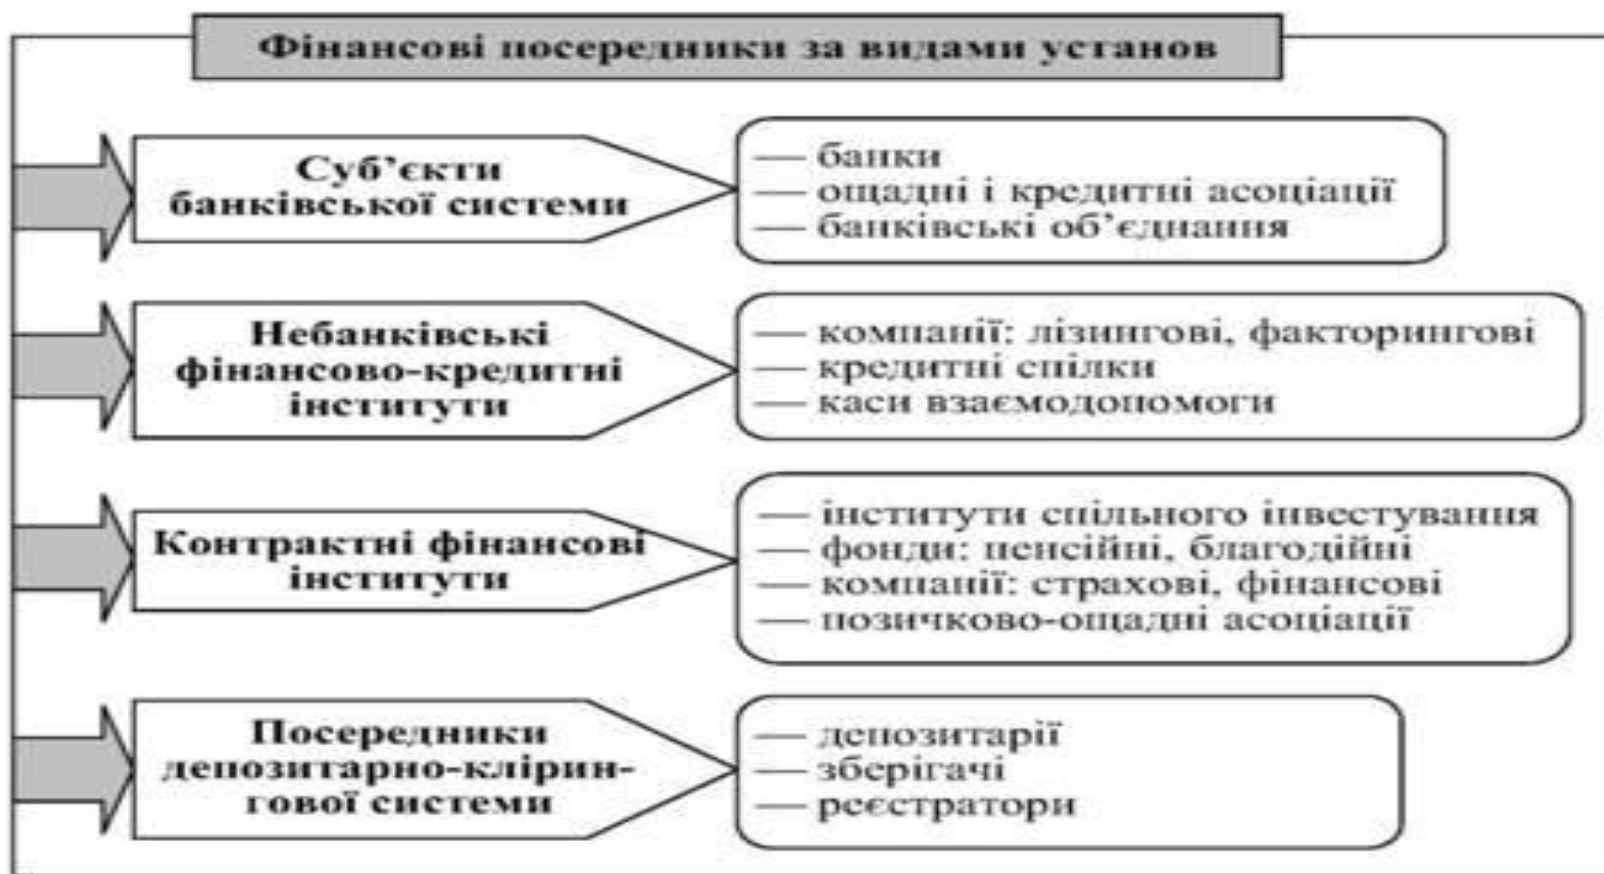 Фінансові посередники за видами установ
Суб’єкти
банківської системи
— банки
— ощадні і кредитні асоціації
— банківські об’єднання
Небанківські
фінансово-кредитні
інститути
— компанії: лізингові, факторингові
— кредитні спілки
— каси взаємодопомоги
Контрактні фінансові
інститути
— інститути спільного інвестування
— фонди: пенсійні, благодійні
— компанії: страхові, фінансові
— позичково-ощадні асоціації
Посередники
депозитарно-клірин-
гової системи
— депозитарії
— зберігачі
— реєстратори